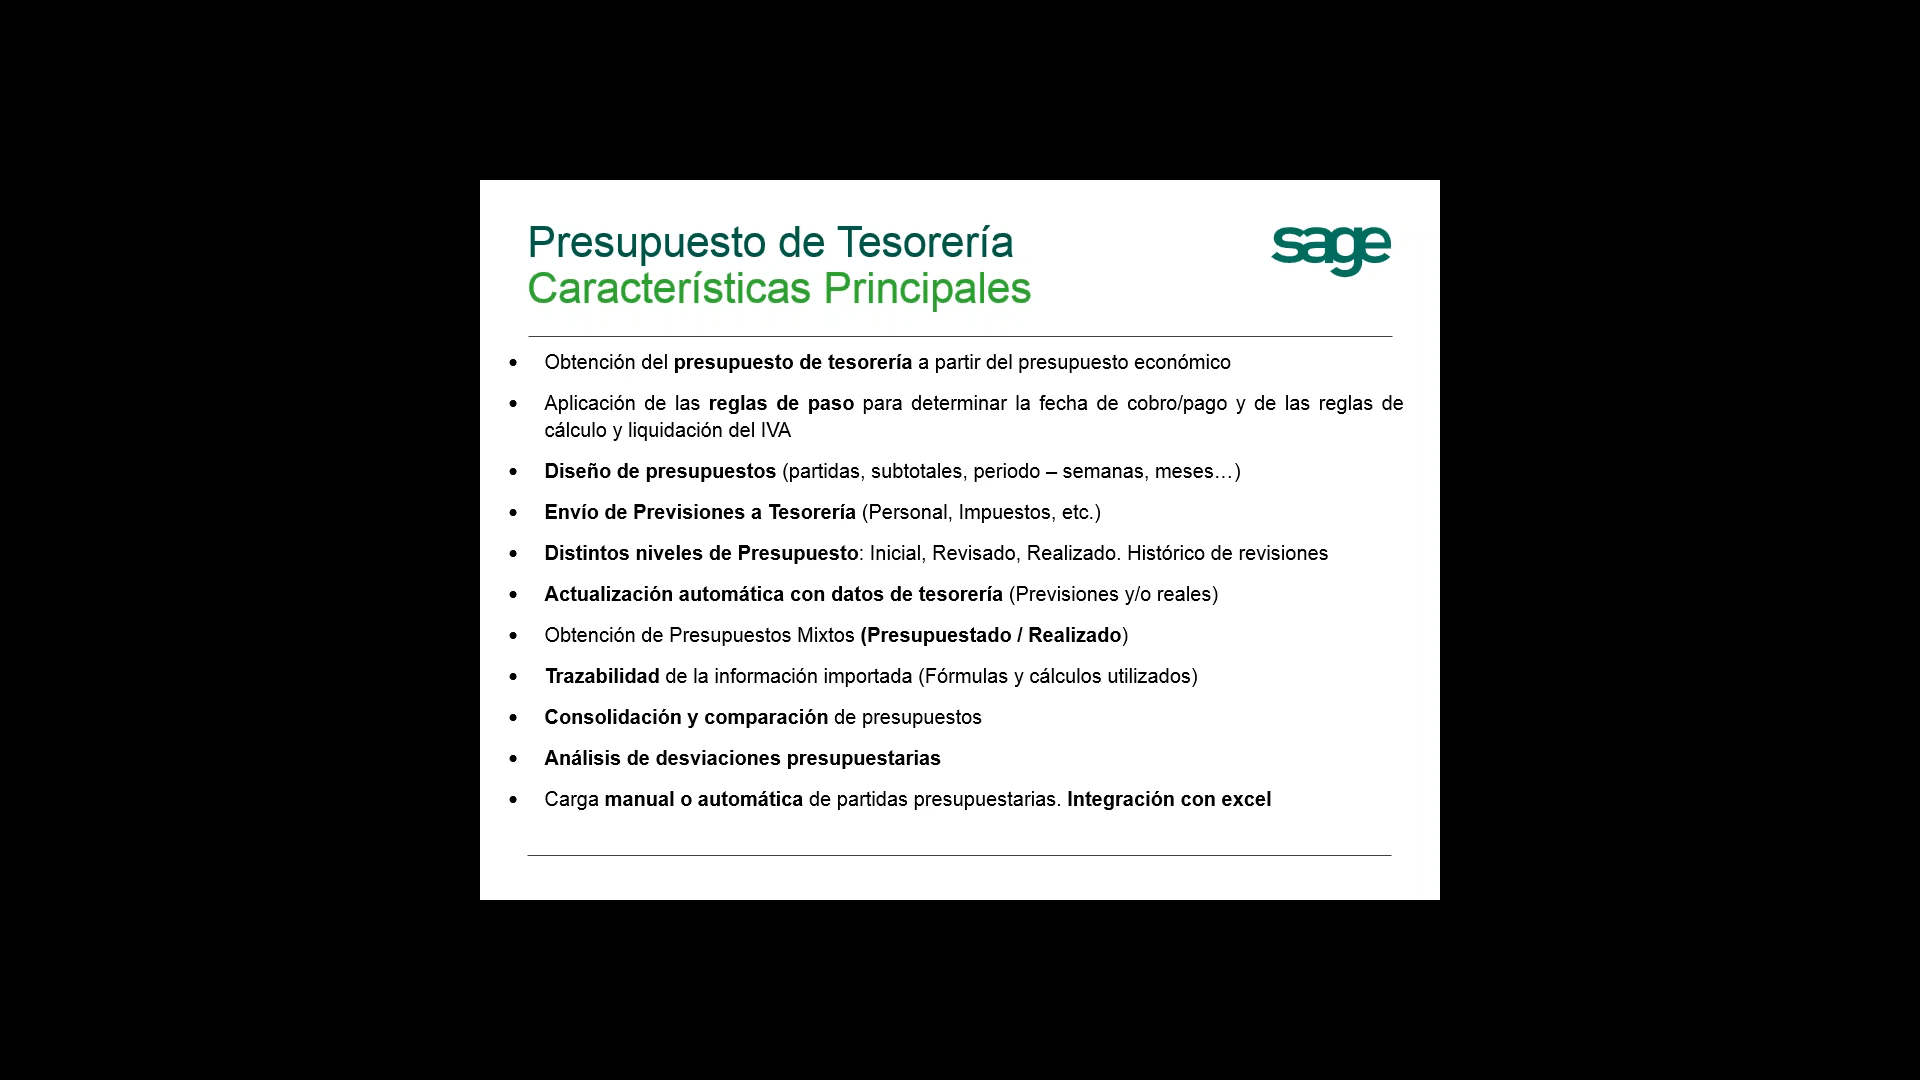 Presupuesto de Tesorería
sage
Características Principales
• Obtención del presupuesto de tesorería a partir del presupuesto económico
• Aplicación de las reglas de paso para determinar la fecha de cobro/pago y de las reglas de
cálculo y liquidación del IVA
• Diseño de presupuestos (partidas, subtotales, periodo – semanas, meses…)
• Envío de Previsiones a Tesorería (Personal, Impuestos, etc.)
• Distintos niveles de Presupuesto: Inicial, Revisado, Realizado. Histórico de revisiones
• Actualización automática con datos de tesorería (Previsiones y/o reales)
• Obtención de Presupuestos Mixtos (Presupuestado / Realizado)
• Trazabilidad de la información importada (Fórmulas y cálculos utilizados)
• Consolidación y comparación de presupuestos
• Análisis de desviaciones presupuestarias
• Carga manual o automática de partidas presupuestarias. Integración con excel